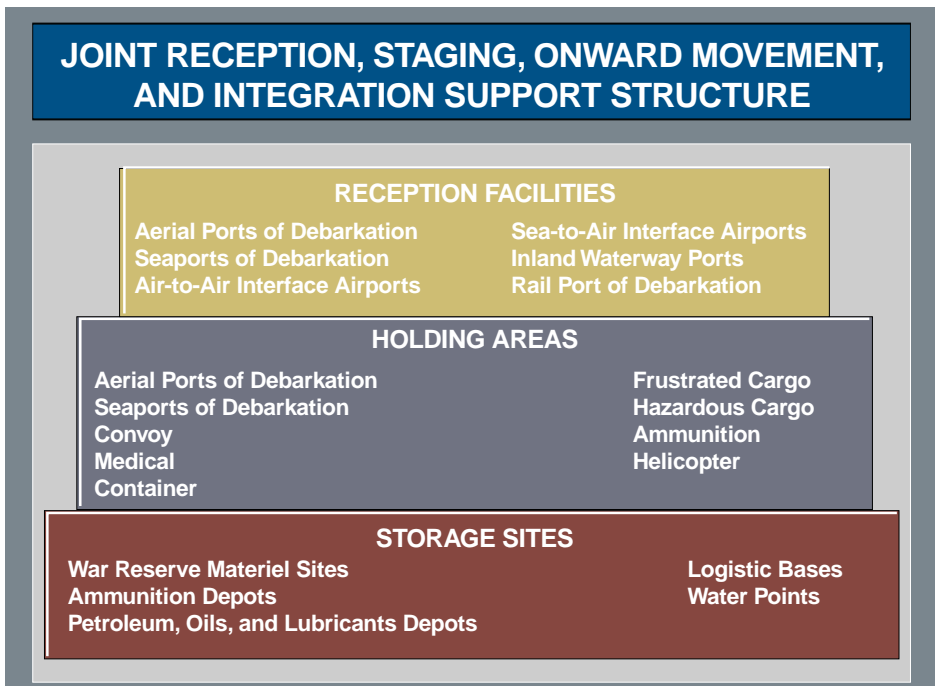 JOINT RECEPTION, STAGING, ONWARD MOVEMENT,
AND INTEGRATION SUPPORT STRUCTURE
RECEPTION FACILITIES
Aerial Ports of Debarkation
Seaports of Debarkation
Air-to-Air Interface Airports
Sea-to-Air Interface Airports
Inland Waterway Ports
Rail Port of Debarkation
HOLDING AREAS
Aerial Ports of Debarkation
Seaports of Debarkation
Convoy
Medical
Container
Frustrated Cargo
Hazardous Cargo
Ammunition
Helicopter
STORAGE SITES
War Reserve Materiel Sites
Ammunition Depots
Petroleum, Oils, and Lubricants Depots
Logistic Bases
Water Points